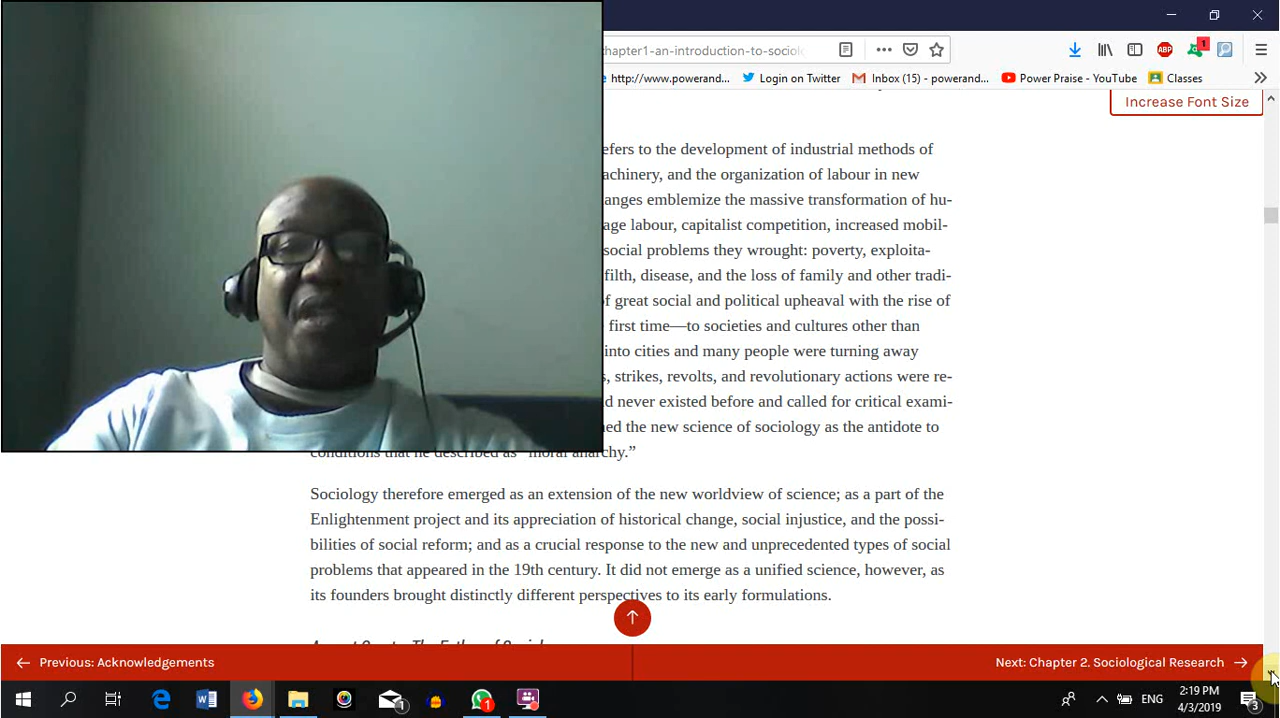 chapter1-an-introduction-to-sociol
1
http://www.powerand...
Login on Twitter
Inbox (15) - powerand...
Power Praise - YouTube
Classes
ABP
Increase Font Size
efers to the development of industrial methods of
achinery, and the organization of labour in new
anges emblemize the massive transformation of hu-
age labour, capitalist competition, increased mobil-
social problems they wrought: poverty, exploita-
filth, disease, and the loss of family and other tradi-
of great social and political upheaval with the rise of
first time—to societies and cultures other than
into cities and many people were turning away
s, strikes, revolts, and revolutionary actions were re-
d never existed before and called for critical exami-
ned the new science of sociology as the antidote to
conditions that he described as “moral anarchy.”
Sociology therefore emerged as an extension of the new worldview of science; as a part of the
Enlightenment project and its appreciation of historical change, social injustice, and the possi-
bilities of social reform; and as a crucial response to the new and unprecedented types of social
problems that appeared in the 19th century. It did not emerge as a unified science, however, as
its founders brought distinctly different perspectives to its early formulations.
Previous: Acknowledgements
Next: Chapter 2. Sociological Research
1
1
ENG
2:19 PM
4/3/2019
3